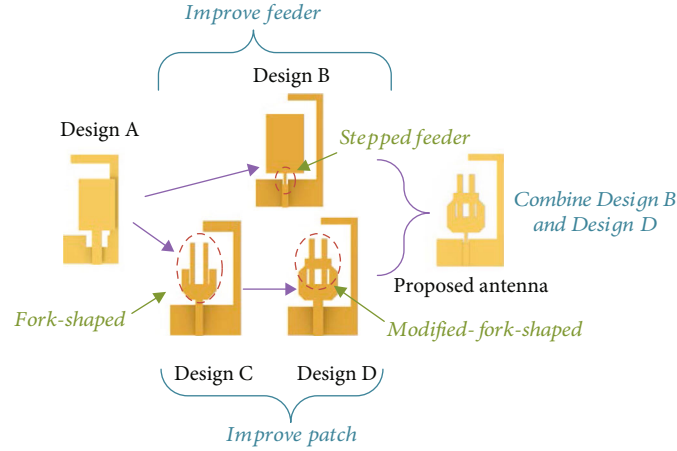 Improve feeder
Design B
Design A
Stepped feeder
Combine Design B
and Design D
Proposed antenna
Fork-shaped
Modified- fork-shaped
Design C
Design D
Improve patch